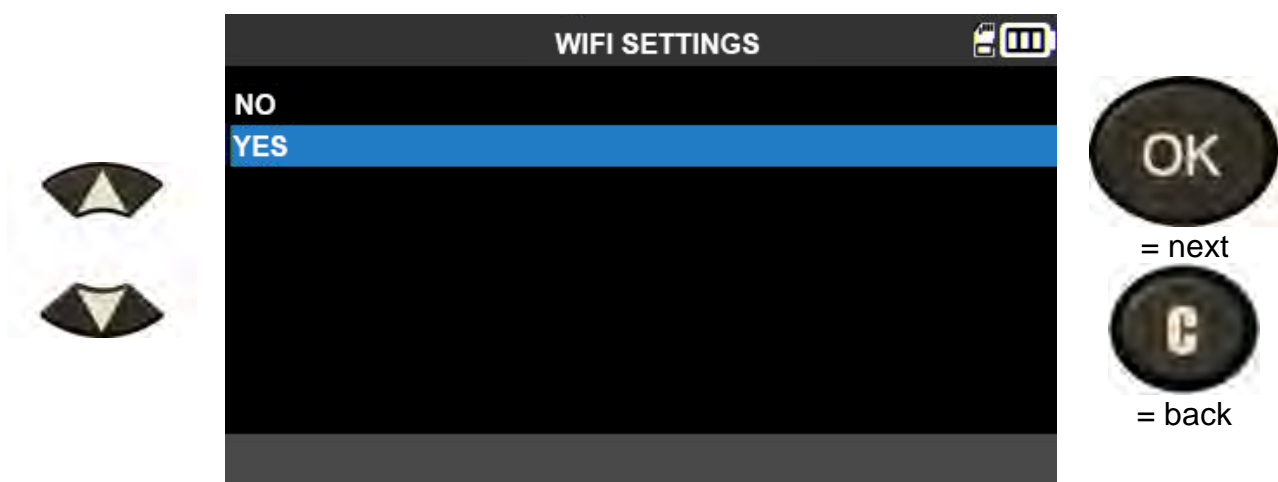 WIFI SETTINGS
NO
YES
OK
= next
C
= back